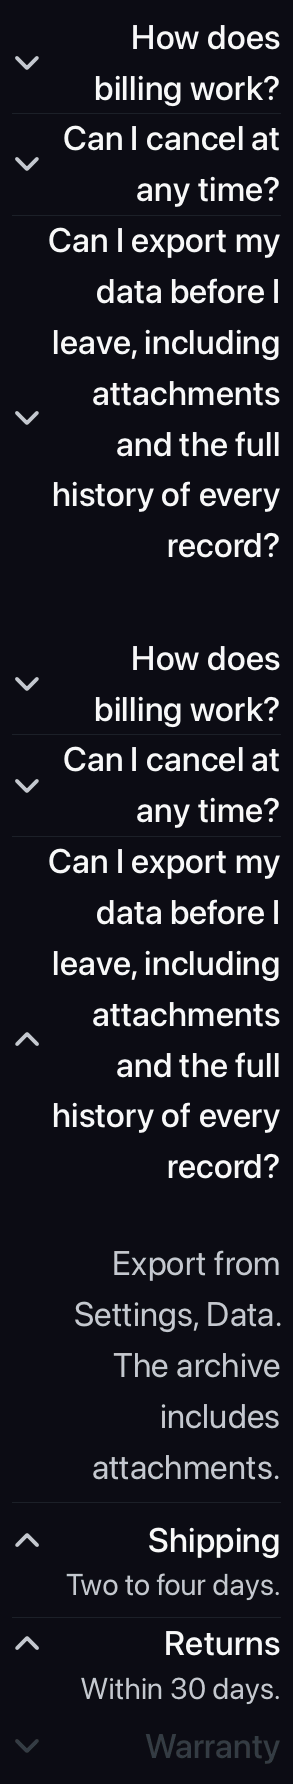 How does
billing work?
Can I cancel at
any time?
Can I export my
data before I
leave, including
attachments
and the full
history of every
record?
How does
billing work?
Can I cancel at
any time?
Can I export my
data before I
leave, including
attachments
and the full
history of every
record?
Export from
Settings, Data.
The archive
includes
attachments.
Shipping
Two to four days.
Returns
Within 30 days.
Warranty